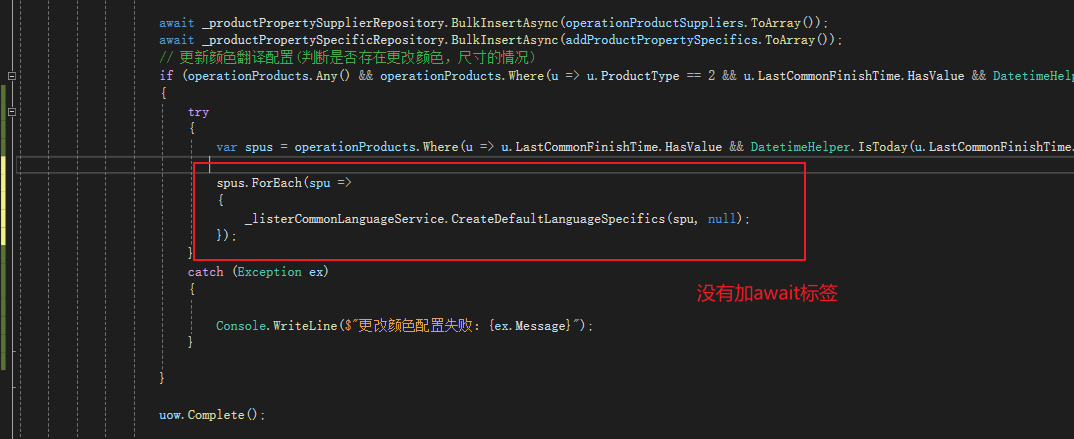 await _productPropertySupplierRepository.BulkInsertAsync(operationProductSuppliers.ToArray());
await _productPropertySpecificRepository.BulkInsertAsync(addProductPropertySpecifics.ToArray());
// 更新颜色翻译配置(判断是否存在更改颜色，尺寸的情况)
if (operationProducts.Any() && operationProducts.Where(u => u.ProductType == 2 && u.LastCommonFinishTime.HasValue && DatetimeHelp
{
try
{
var spus = operationProducts.Where(u => u.LastCommonFinishTime.HasValue && DatetimeHelper.IsToday(u.LastCommonFinishTime.
spus.ForEach(spu =>
{
_listerCommonLanguageService.CreateDefaultLanguageSpecifics(spu, null);
});
}
catch (Exception ex)
没有加await标签
{
Console.WriteLine($"更改颜色配置失败：{ex.Message}");
}
}
uow.Complete();